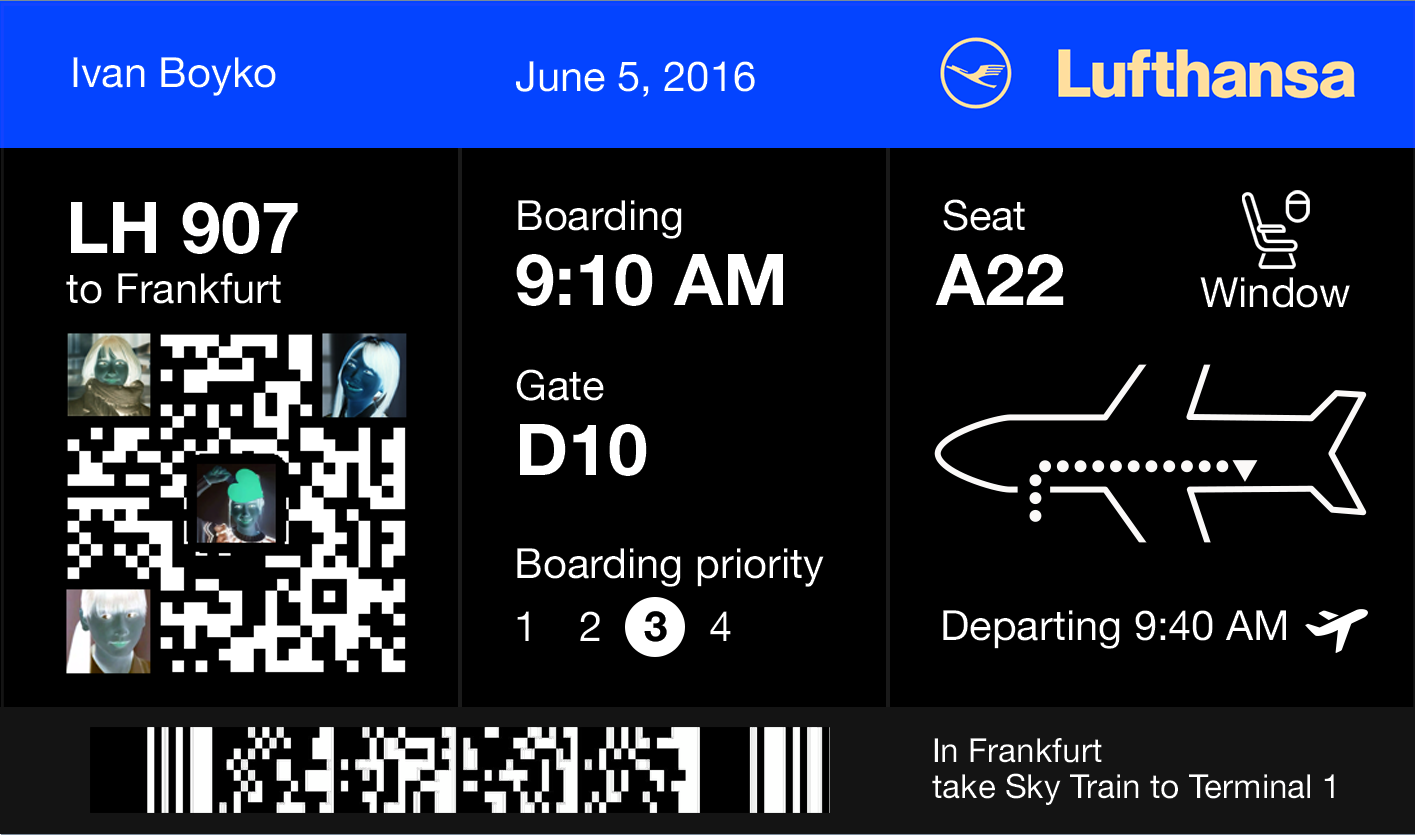 Ivan Boyko
June 5, 2016
Lufthansa
LH 907
to Frankfurt
Boarding
9:10 AM
Gate
D10
Boarding priority
1 2 3 4
Seat
A22
Window
Departing 9:40 AM
In Frankfurt
take Sky Train to Terminal 1